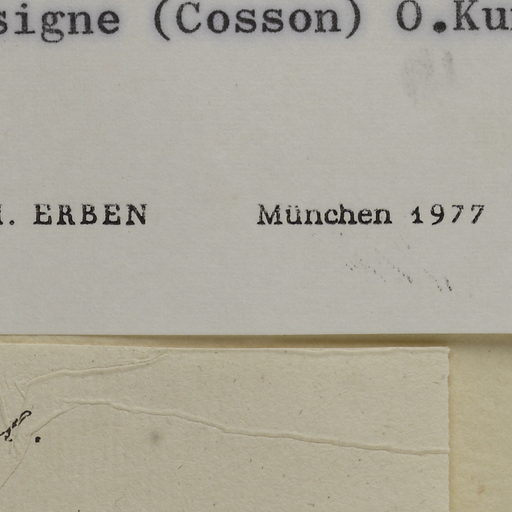 signe (Cosson) O.Ku
. ERBEN München 1977